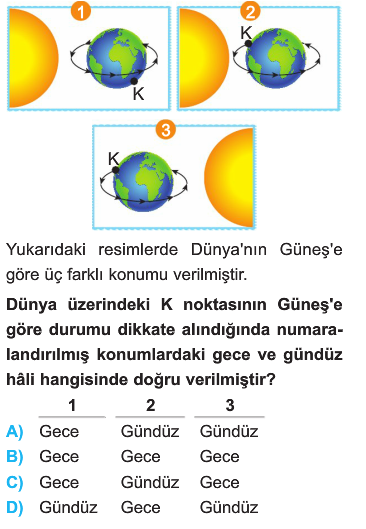 1
2
K
K
3
K
Yukarıdaki resimlerde Dünya'nın Güneş'e
göre üç farklı konumu verilmiştir.
Dünya üzerindeki K noktasının Güneş'e
göre durumu dikkate alındığında numara-
landırılmış konumlardaki gece ve gündüz
hâli hangisinde doğru verilmiştir?
1 2 3
A) Gece Gündüz Gündüz
B) Gece Gece Gece
C) Gece Gündüz Gece
D) Gündüz Gece Gündüz